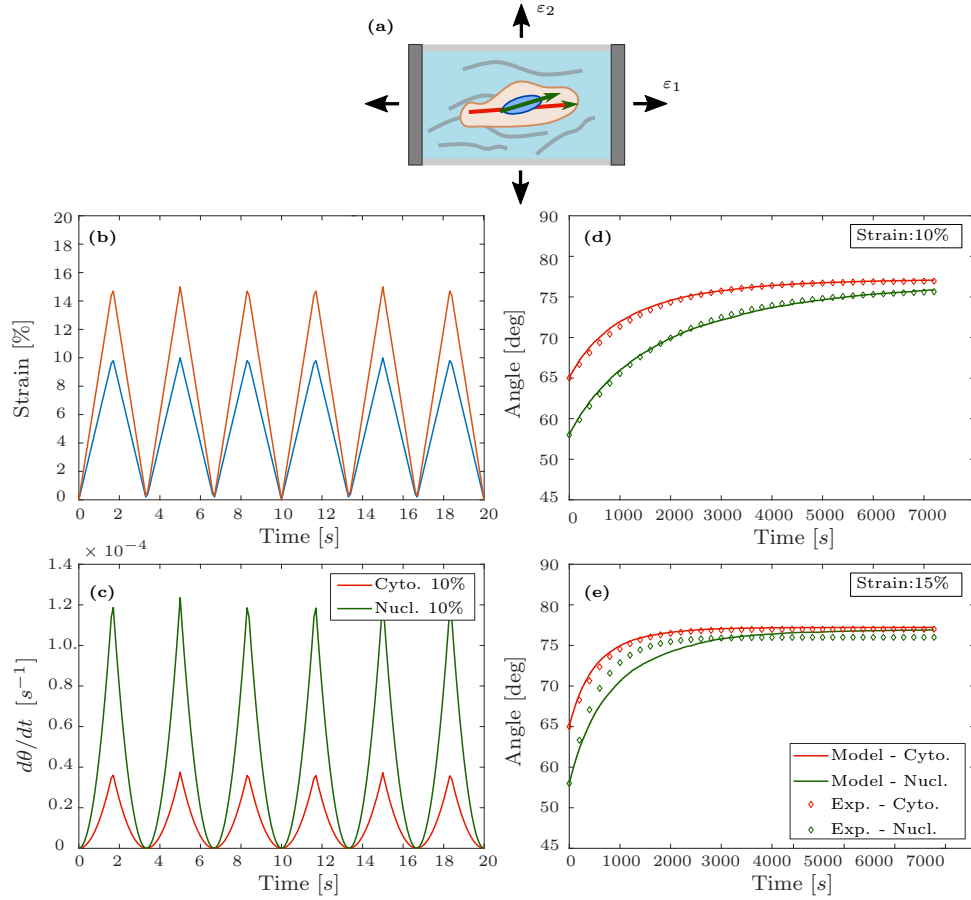 (a)
ε₂
ε₁
(b)
Strain [%]
20
18
16
14
12
10
8
6
4
2
0
0 2 4 6 8 10 12 14 16 18 20
Time [s]
(d)
Strain:10%
Angle [deg]
90
85
80
75
70
65
60
50
45
0 1000 2000 3000 4000 5000 6000 7000
Time [s]
× 10⁻⁴
(c)
Cyto. 10%
Nucl. 10%
dθ/dt [s⁻¹]
1.4
1.2
1
0.8
0.6
0.4
0.2
0
0 2 4 6 8 10 12 14 16 18 20
Time [s]
(e)
Strain:15%
Angle [deg]
90
85
80
75
70
65
60
50
45
0 1000 2000 3000 4000 5000 6000 7000
Model - Cyto.
Model - Nucl.
Exp. - Cyto.
Exp. - Nucl.
Time [s]